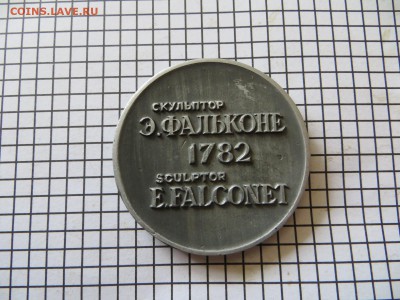 COINS.LAVE.RU
СКУЛЬПТОР
Э.ФАЛЬКОНЕ
1782
SCULPTOR
E.FALCONET